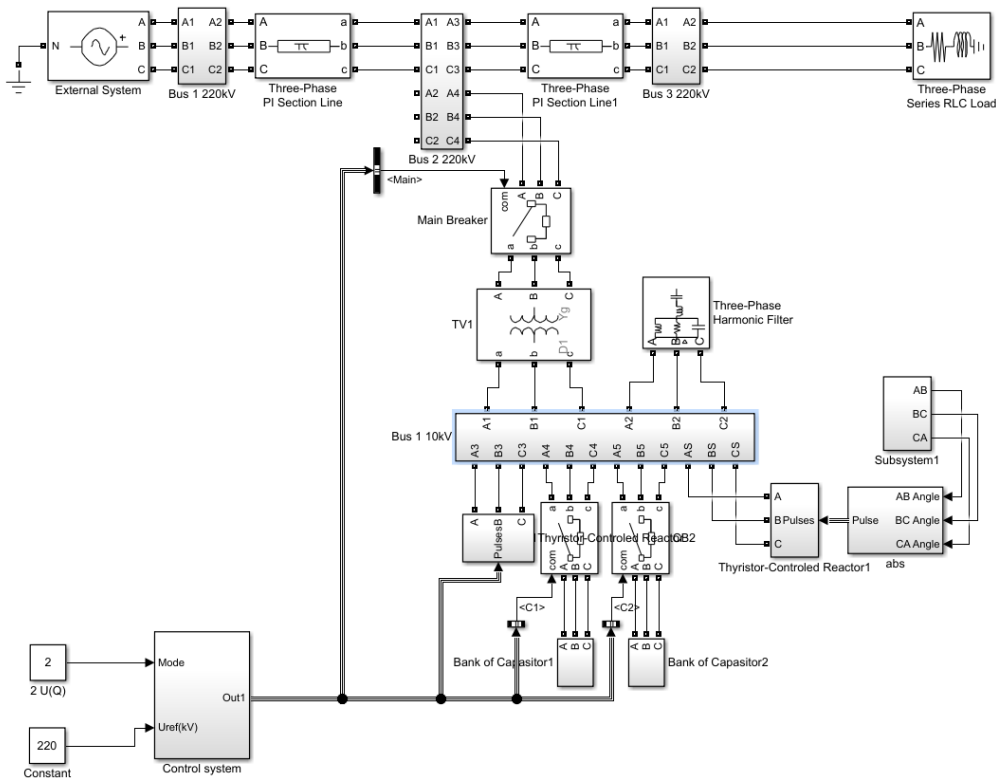 A A1 A2 A a A1 A3 A a A1 A2 A
N + B B1 B2 B b B1 B3 B b B1 B2 B
C C1 C2 C c C1 C3 C c C1 C2 C
External System
Bus 1 220kV
Three-Phase
PI Section Line
A2 A4
B2 B4
C2 C4
Bus 2 220kV
Three-Phase
PI Section Line1
Bus 3 220kV
Three-Phase
Series RLC Load
<Main>
com A B C
Main Breaker
a b c
A B C
TV1
Yg
D1
a b c
Three-Phase
Harmonic Filter
A B C
A1 B1 C1 A2 B2 C2
Bus 1 10kV
A3 B3 C3 A4 B4 C4 A5 B5 C5 AS BS CS
AB
BC
CA
Subsystem1
A B C
Pulses
a b c
com A B C
Thyristor-Controled Reactor
a b c
com A B C
CB2
A
B Pulses
C
Thyristor-Controled Reactor1
AB Angle
Pulse BC Angle
CA Angle
abs
<C1>
<C2>
A B C
Bank of Capasitor1
A B C
Bank of Capasitor2
2
2 U(Q)
Mode
Out1
Uref(kV)
220
Constant
Control system